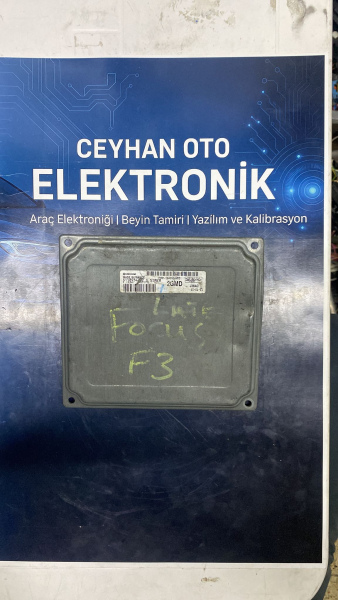 CEYHAN OTO
ELEKTRONİK
Araç Elektroniği | Beyin Tamiri | Yazılım ve Kalibrasyon
2GMD
FOCUS
F3